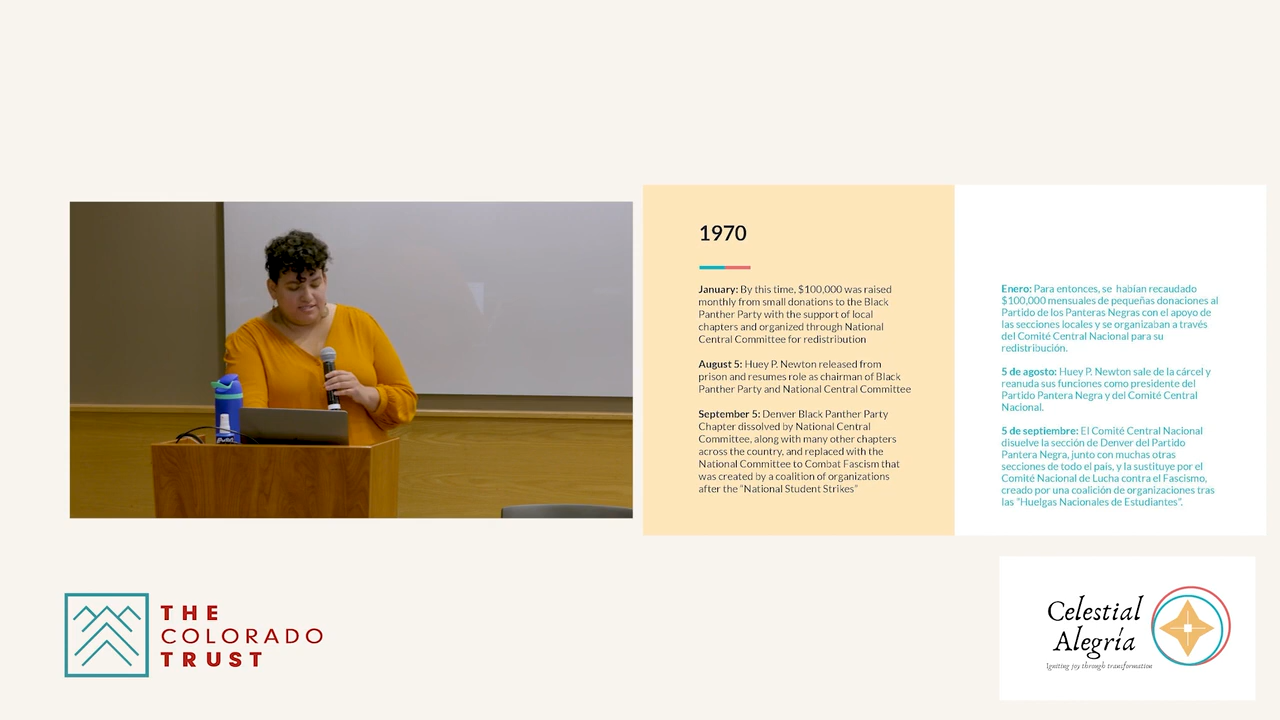 1970
January: By this time, $100,000 was raised
monthly from small donations to the Black
Panther Party with the support of local
chapters and organized through National
Central Committee for redistribution
August 5: Huey P. Newton released from
prison and resumes role as chairman of Black
Panther Party and National Central Committee
September 5: Denver Black Panther Party
Chapter dissolved by National Central
Committee, along with many other chapters
across the country, and replaced with the
National Committee to Combat Fascism that
was created by a coalition of organizations
after the "National Student Strikes"
Enero: Para entonces, se habían recaudado
$100,000 mensuales de pequeñas donaciones al
Partido de los Panteras Negras con el apoyo de
las secciones locales y se organizaban a través
del Comité Central Nacional para su
redistribución.
5 de agosto: Huey P. Newton sale de la cárcel y
reanuda sus funciones como presidente del
Partido Pantera Negra y del Comité Central
Nacional.
5 de septiembre: El Comité Central Nacional
disuelve la sección de Denver del Partido
Pantera Negra, junto con muchas otras
secciones de todo el país, y la sustituye por el
Comité Nacional de Lucha contra el Fascismo,
creado por una coalición de organizaciones tras
las "Huelgas Nacionales de Estudiantes".
THE
COLORADO
TRUST
Celestial
Alegría
Igniting joy through transformation